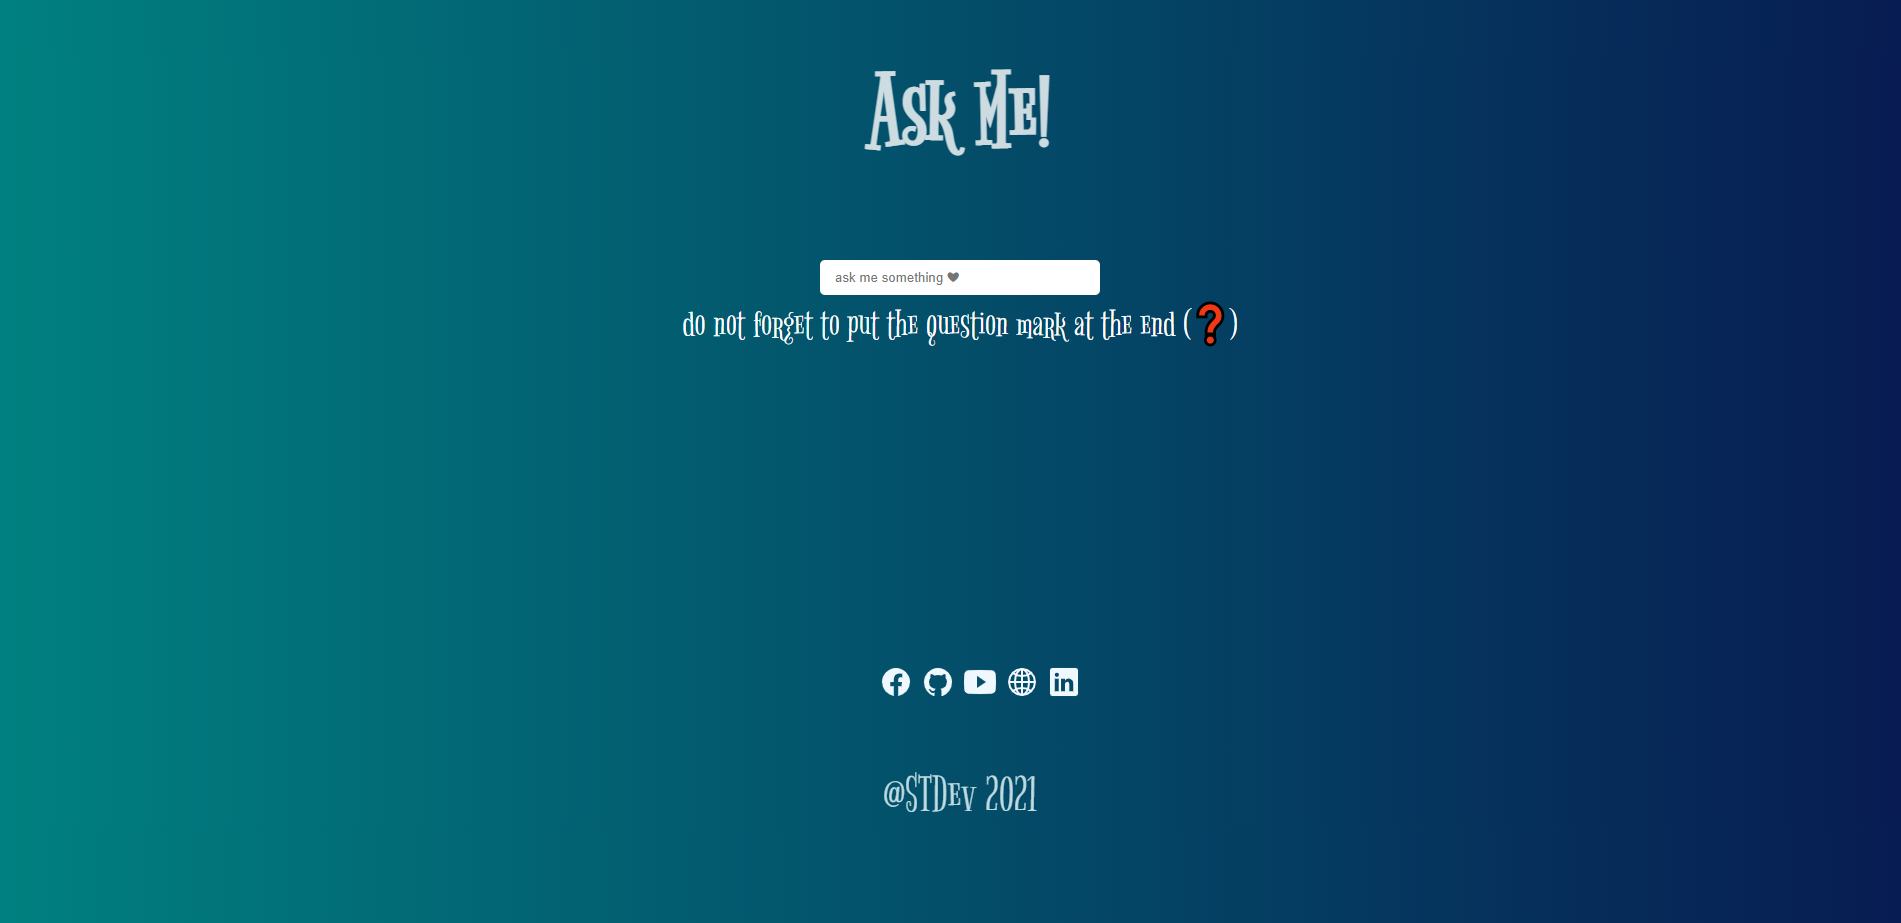 Ask Me!
ask me something ❤
do not forget to put the question mark at the end (❓)
@STDev 2021